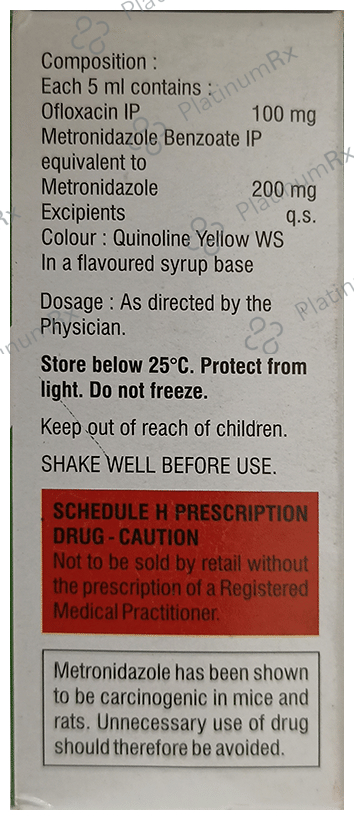 Composition :
Each 5 ml contains :
Ofloxacin IP 100 mg
Metronidazole Benzoate IP
equivalent to
Metronidazole 200 mg
Excipients q.s.
Colour : Quinoline Yellow WS
In a flavoured syrup base
Dosage : As directed by the
Physician.
Store below 25°C. Protect from
light. Do not freeze.
Keep out of reach of children.
SHAKE WELL BEFORE USE.
SCHEDULE H PRESCRIPTION
DRUG - CAUTION
Not to be sold by retail without
the prescription of a Registered
Medical Practitioner.
Metronidazole has been shown
to be carcinogenic in mice and
rats. Unnecessary use of drug
should therefore be avoided.
PlatinumRx
PlatinumRx